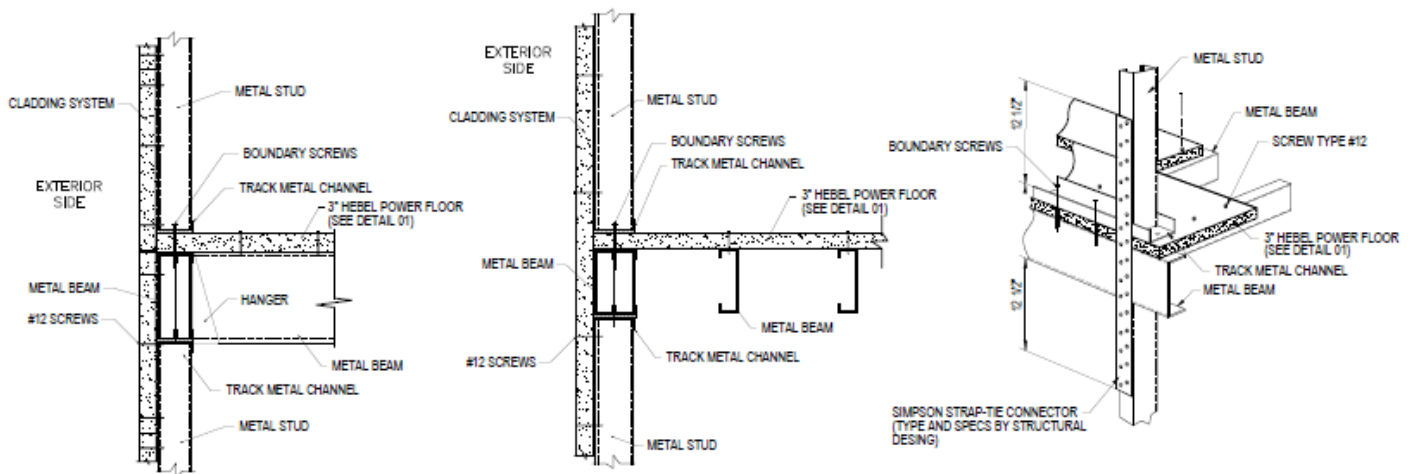 EXTERIOR
SIDE
CLADDING SYSTEM
METAL STUD
BOUNDARY SCREWS
TRACK METAL CHANNEL
EXTERIOR
SIDE
3" HEBEL POWER FLOOR
(SEE DETAIL 01)
METAL BEAM
HANGER
#12 SCREWS
METAL BEAM
TRACK METAL CHANNEL
METAL STUD
CLADDING SYSTEM
METAL STUD
BOUNDARY SCREWS
TRACK METAL CHANNEL
3" HEBEL POWER FLOOR
(SEE DETAIL 01)
METAL BEAM
METAL BEAM
#12 SCREWS
TRACK METAL CHANNEL
METAL STUD
METAL STUD
12 1/2"
METAL BEAM
SCREW TYPE #12
BOUNDARY SCREWS
3" HEBEL POWER FLOOR
(SEE DETAIL 01)
TRACK METAL CHANNEL
METAL BEAM
12 1/2"
SIMPSON STRAP-TIE CONNECTOR
(TYPE AND SPECS BY STRUCTURAL
DESING)